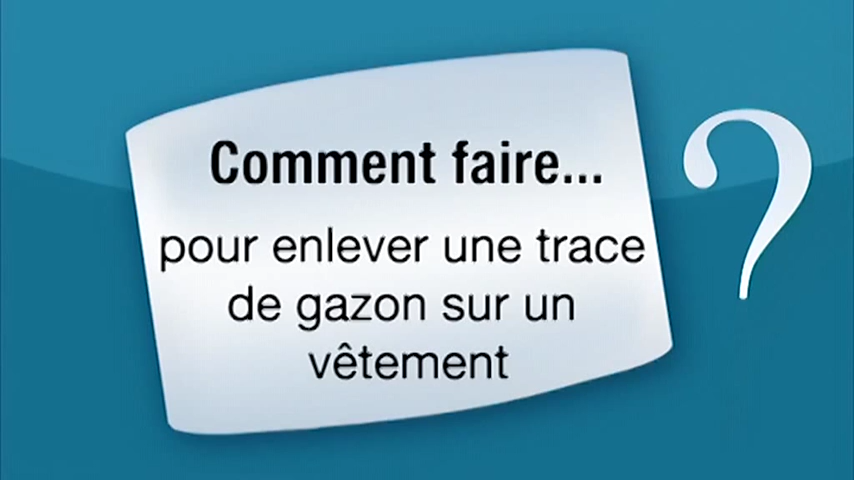 Comment faire...
pour enlever une trace
de gazon sur un
vêtement
?